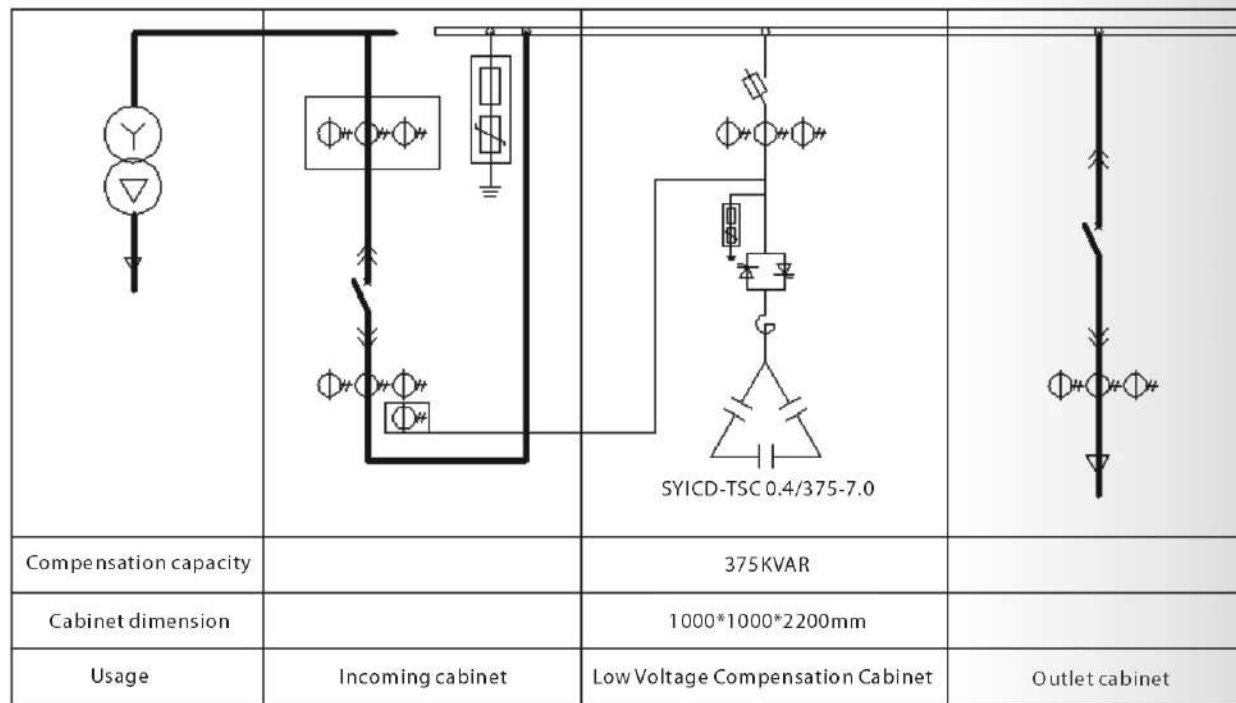 SYICD-TSC 0.4/375-7.0
Compensation capacity
375KVAR
Cabinet dimension
1000*1000*2200mm
Usage
Incoming cabinet
Low Voltage Compensation Cabinet
Outlet cabinet